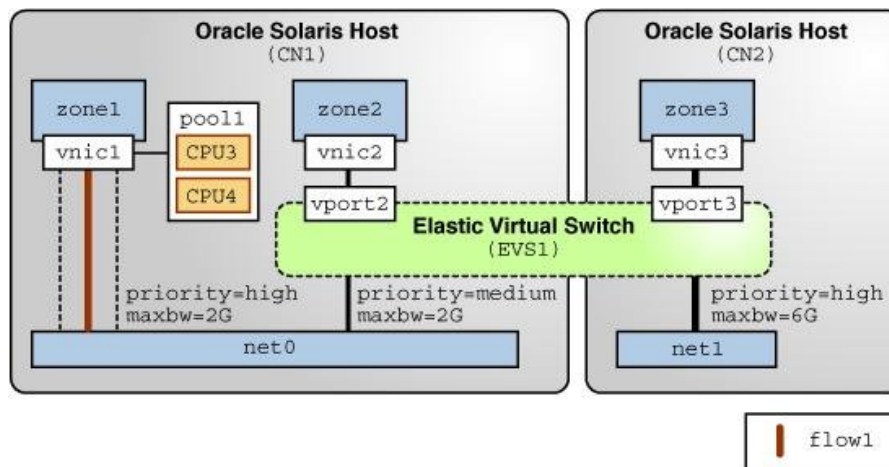 Oracle Solaris Host
(CN1)
zone1
vnic1
pool1
CPU3
CPU4
zone2
vnic2
vport2
Oracle Solaris Host
(CN2)
zone3
vnic3
vport3
Elastic Virtual Switch
(EVS1)
priority=high
maxbw=2G
priority=medium
maxbw=2G
priority=high
maxbw=6G
net0
net1
flow1